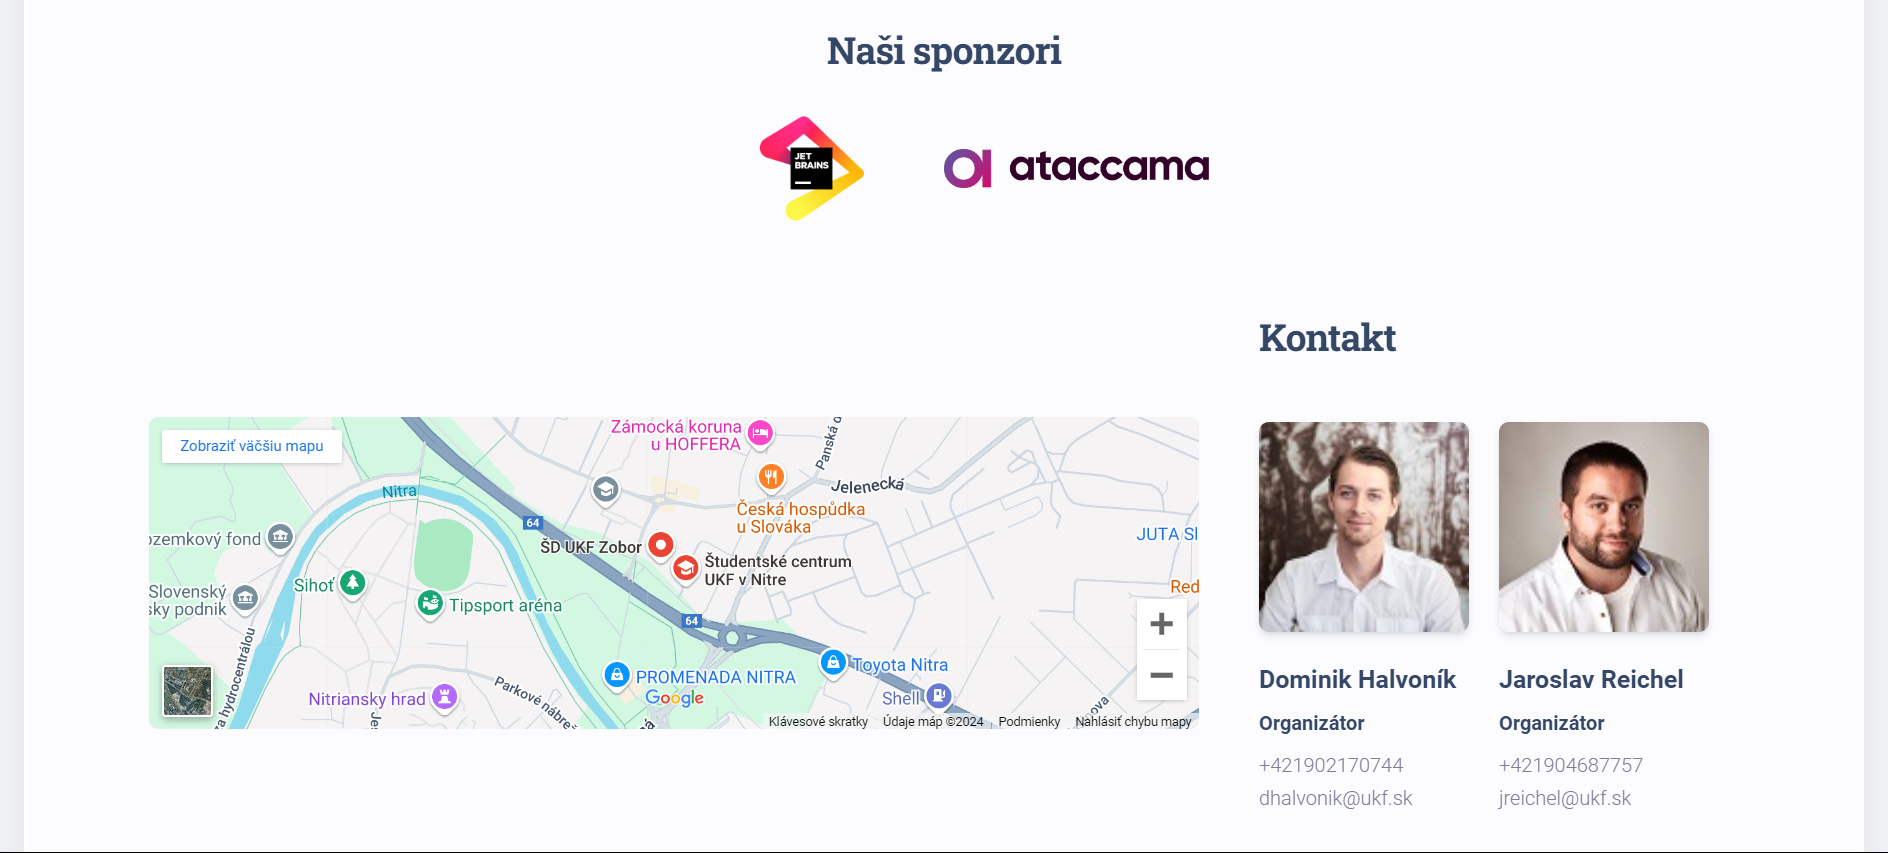 Naši sponzori
JET
BRAINS
ataccama
Kontakt
Zobraziť väčšiu mapu
Zámocká koruna
u HOFFERA
Panská d
Jelenecká
Nitra
Česká hospůdka
u Slováka
64
JUTA Sl
ozemkový fond
ŠD UKF Zobor
Študentské centrum
UKF v Nitre
Slovenský
ský podnik
Sihoť
Tipsport aréna
Red
64
a hydrocentrálou
PROMENADA NITRA
Toyota Nitra
Nitriansky hrad
Parkové nábre
Google
Shell
Klávesové skratky
Údaje máp ©2024
Podmienky
Nahlásiť chybu mapy
Dominik Halvoník
Organizátor
+421902170744
dhalvonik@ukf.sk
Jaroslav Reichel
Organizátor
+421904687757
jreichel@ukf.sk